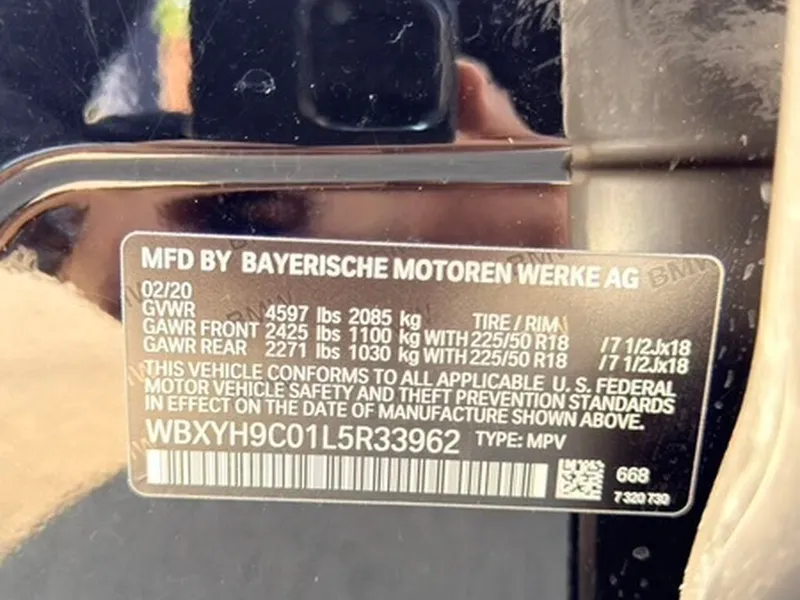 MFD BY BAYERISCHE MOTOREN WERKE AG
02/20
GVWR 4597 lbs 2085 kg TIRE / RIM
GAWR FRONT 2425 lbs 1100 kg WITH 225/50 R18 /7 1/2Jx18
GAWR REAR 2271 lbs 1030 kg WITH 225/50 R18 /7 1/2Jx18
THIS VEHICLE CONFORMS TO ALL APPLICABLE U.S. FEDERAL
MOTOR VEHICLE SAFETY AND THEFT PREVENTION STANDARDS
IN EFFECT ON THE DATE OF MANUFACTURE SHOWN ABOVE.
WBXYH9C01L5R33962 TYPE: MPV
668
7 320 730